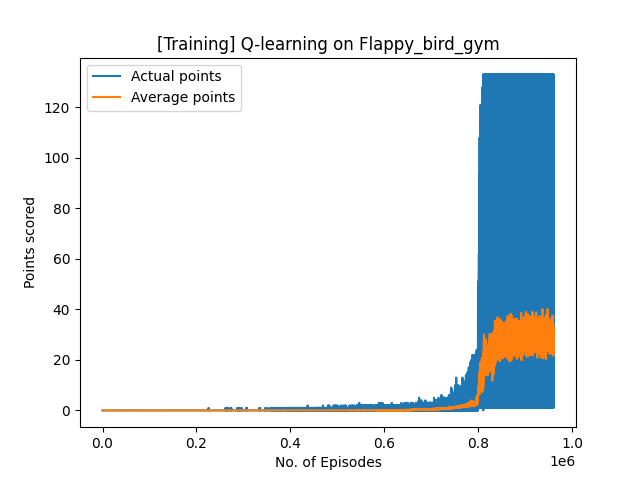 [Training] Q-learning on Flappy_bird_gym
Actual points
Average points
120
100
80
60
40
20
0
Points scored
0.0 0.2 0.4 0.6 0.8 1.0
1e6
No. of Episodes